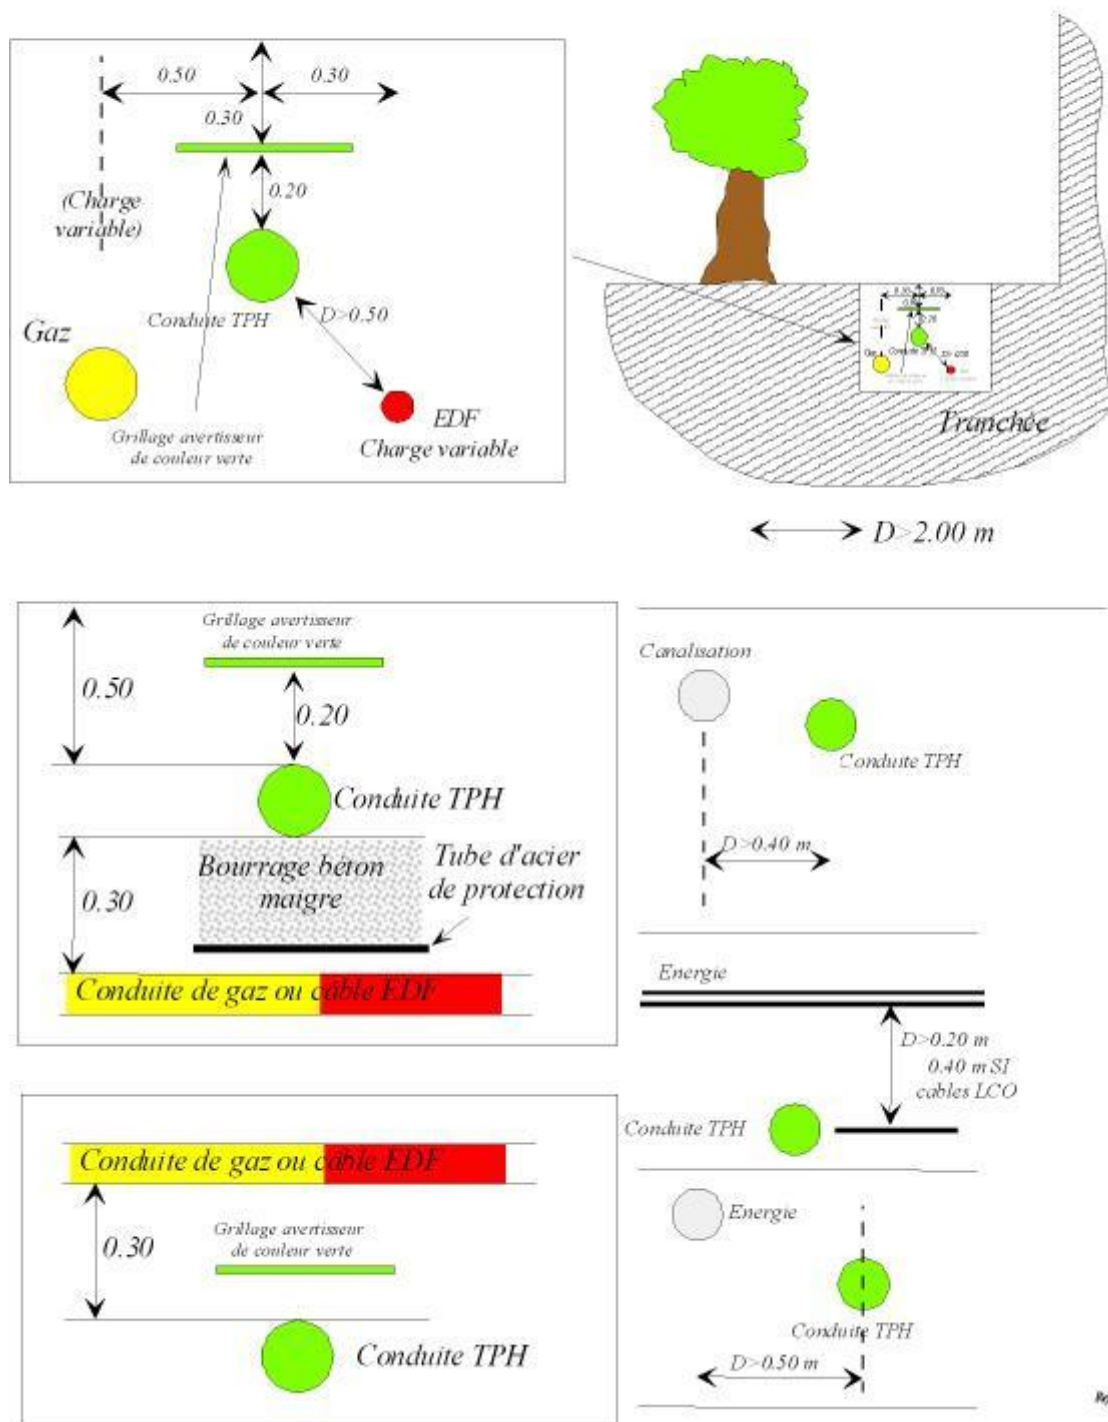 0.50
0.30
0.30
0.20
(Charge
variable)
Conduite TPH
D>0.50
Gaz
EDF
Charge variable
Grillage avertisseur
de couleur verte
Tranchée
D>2.00 m
Grillage avertisseur
de couleur verte
0.50
0.20
Conduite TPH
Bourrage béton
maigre
Tube d'acier
de protection
0.30
Conduite de gaz ou câble EDF
Canalisation
Conduite TPH
D>0.40 m
Energie
D>0.20 m
0.40 m SI
cables LCO
Conduite TPH
Conduite de gaz ou câble EDF
Grillage avertisseur
de couleur verte
0.30
Conduite TPH
Energie
Conduite TPH
D>0.50 m